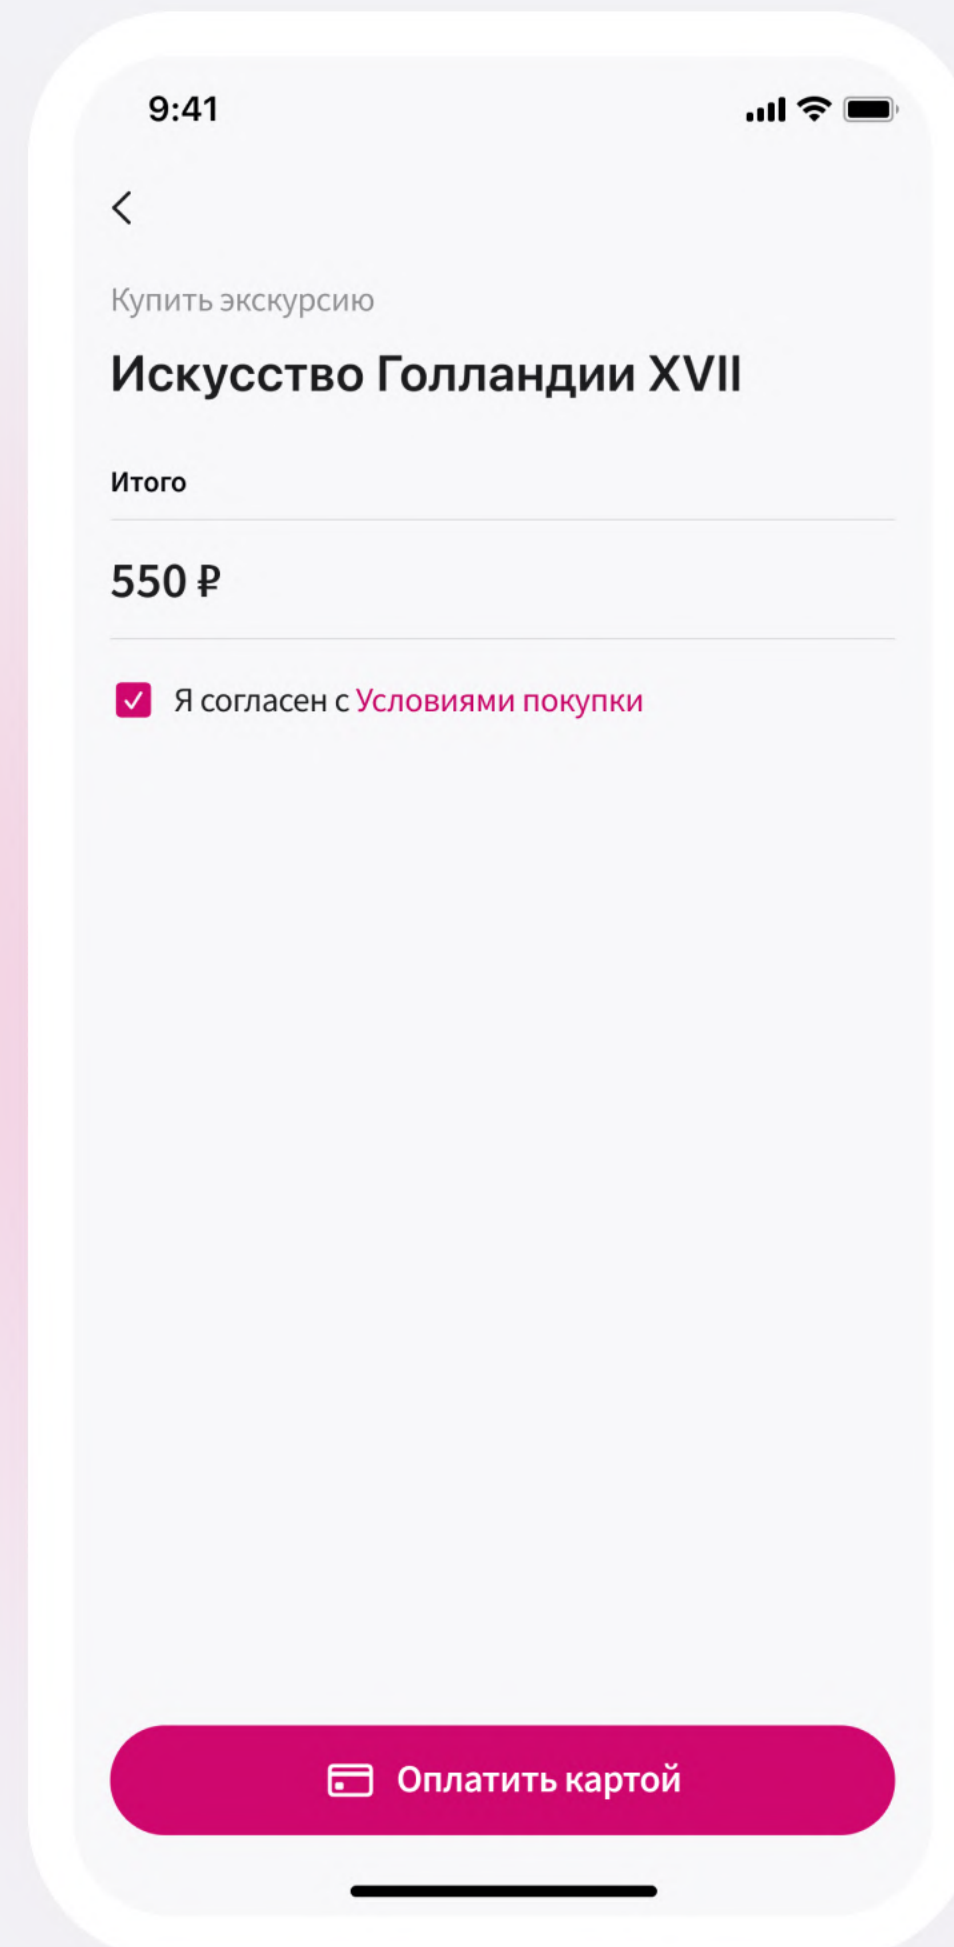 9:41
Купить экскурсию
Искусство Голландии XVII
Итого
550 ₽
Я согласен с Условиями покупки
Оплатить картой